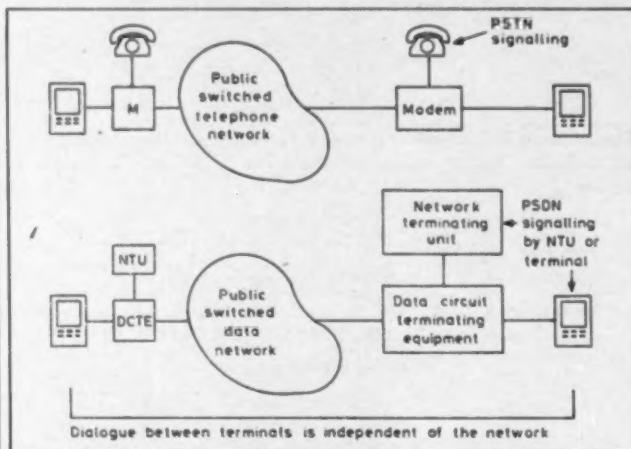 PSTN
signalling
Public
switched
telephone
network
M
Modem
Network
terminating
unit
PSDN
signalling
by NTU or
terminal
NTU
DCTE
Public
switched
data
network
Data circuit
terminating
equipment
Dialogue between terminals is independent of the network